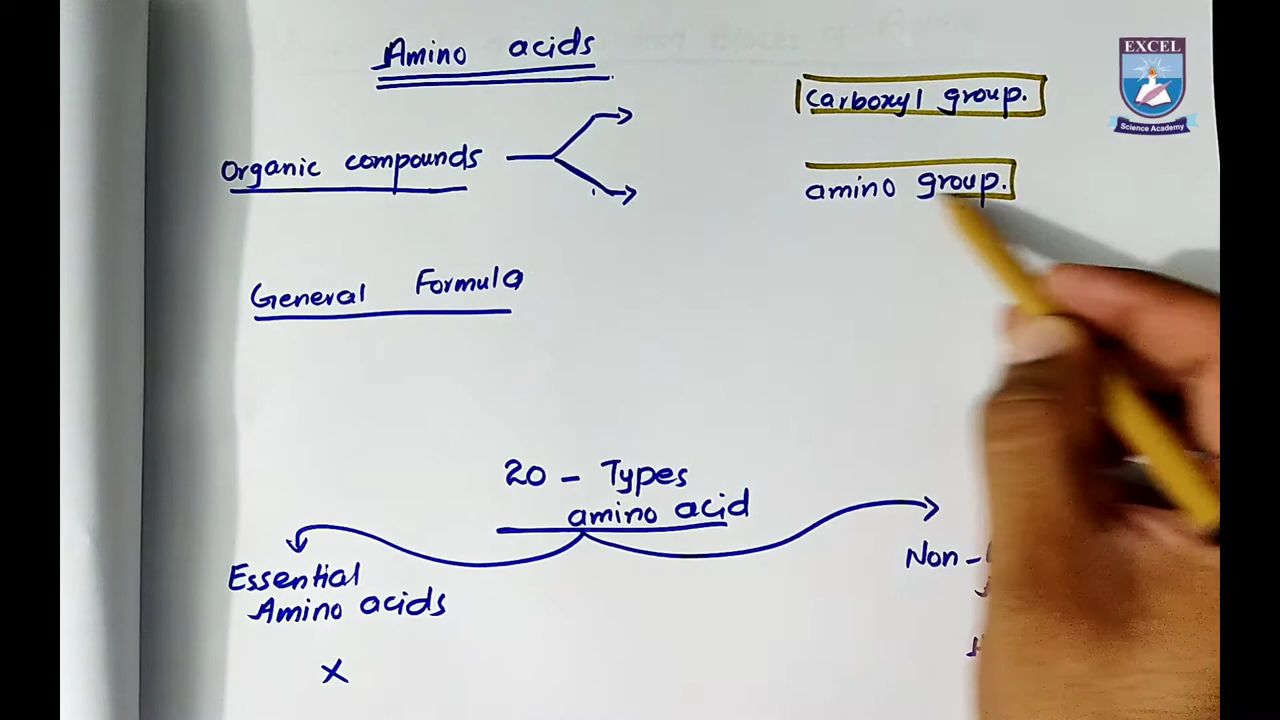 Amino acids
EXCEL
Science Academy
Carboxyl group.
Organic compounds
amino group.
General Formula
20 - Types
amino acid
Essential
Amino acids
Non-
X